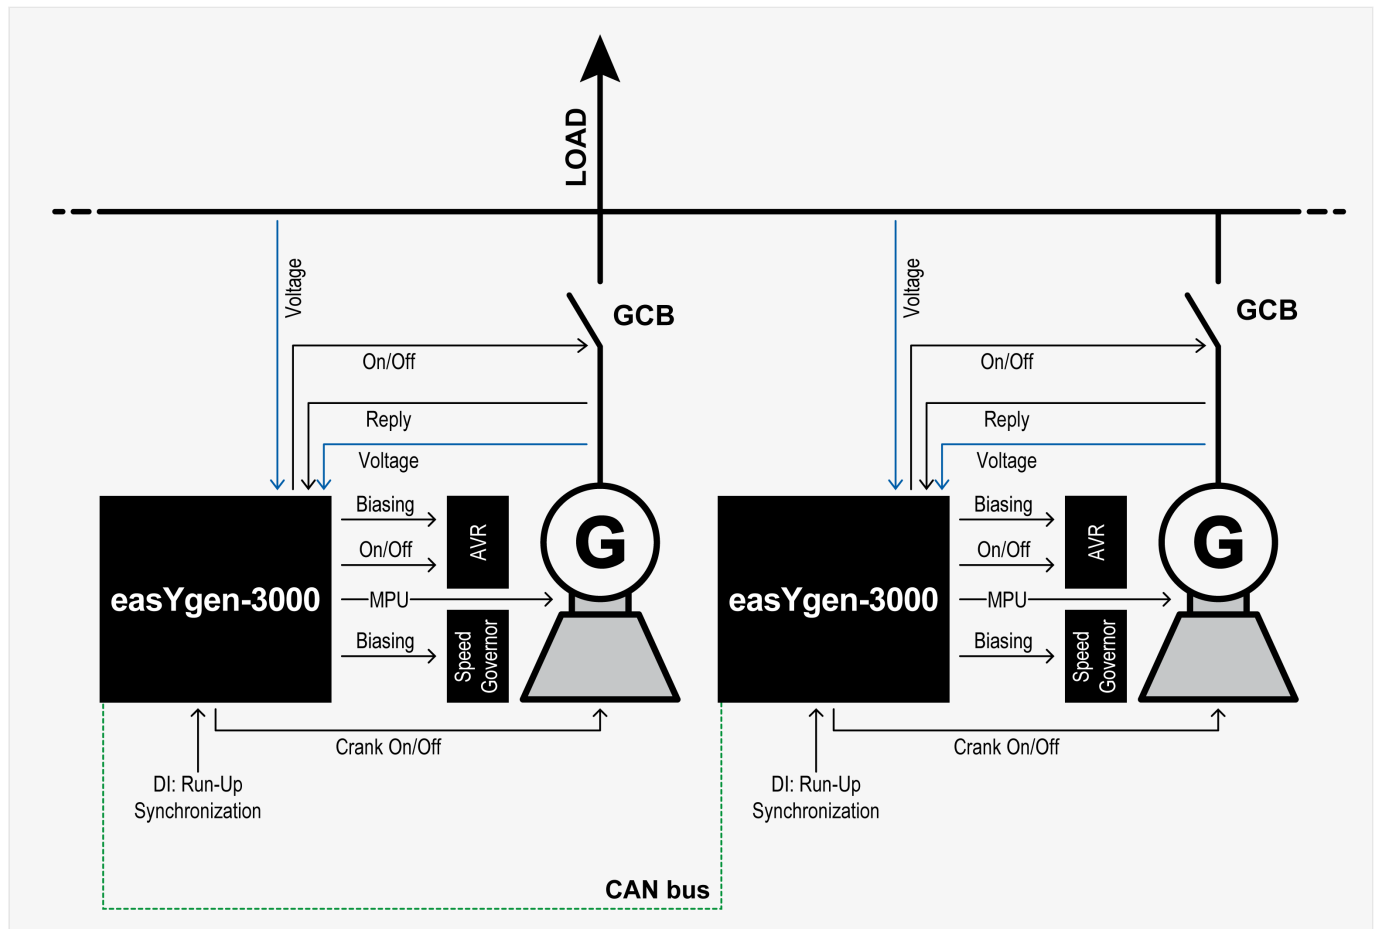 LOAD
Voltage
GCB
On/Off
Reply
Voltage
easYgen-3000
Biasing
On/Off
AVR
MPU
Biasing
Speed
Governor
G
Crank On/Off
DI: Run-Up
Synchronization
Voltage
GCB
On/Off
Reply
Voltage
easYgen-3000
Biasing
On/Off
AVR
MPU
Biasing
Speed
Governor
G
Crank On/Off
DI: Run-Up
Synchronization
CAN bus